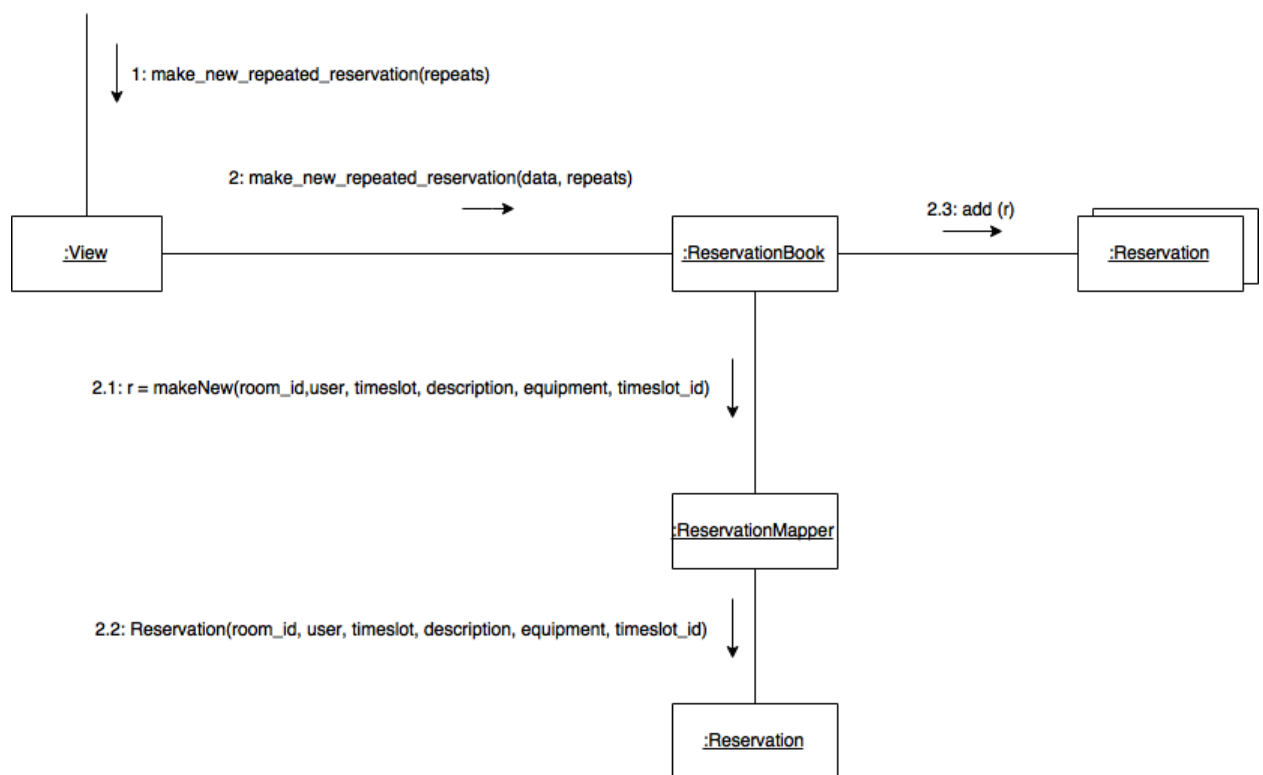 1: make_new_repeated_reservation(repeats)
2: make_new_repeated_reservation(data, repeats)
2.3: add (r)
:View
:ReservationBook
:Reservation
2.1: r = makeNew(room_id,user, timeslot, description, equipment, timeslot_id)
:ReservationMapper
2.2: Reservation(room_id, user, timeslot, description, equipment, timeslot_id)
:Reservation